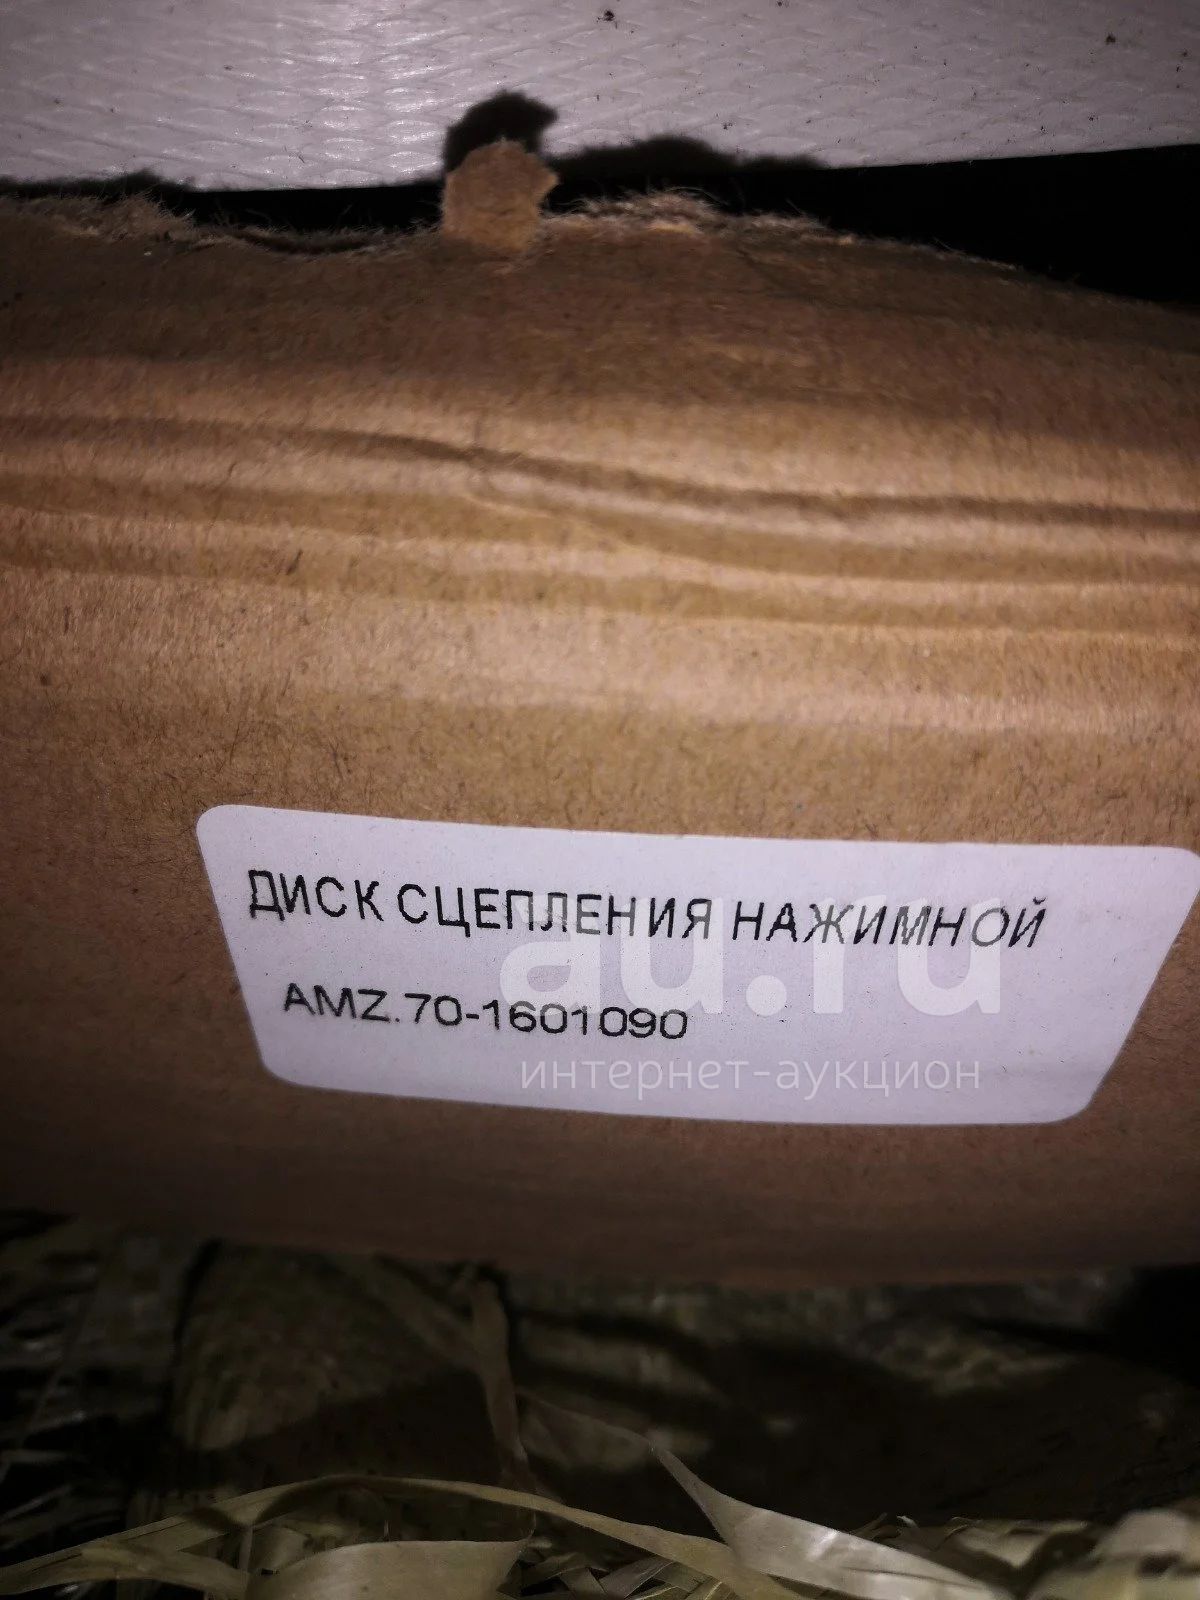 ДИСК СЦЕПЛЕНИЯ НАЖИМНОЙ
AMZ.70-1601090
au.ru
интернет-аукцион